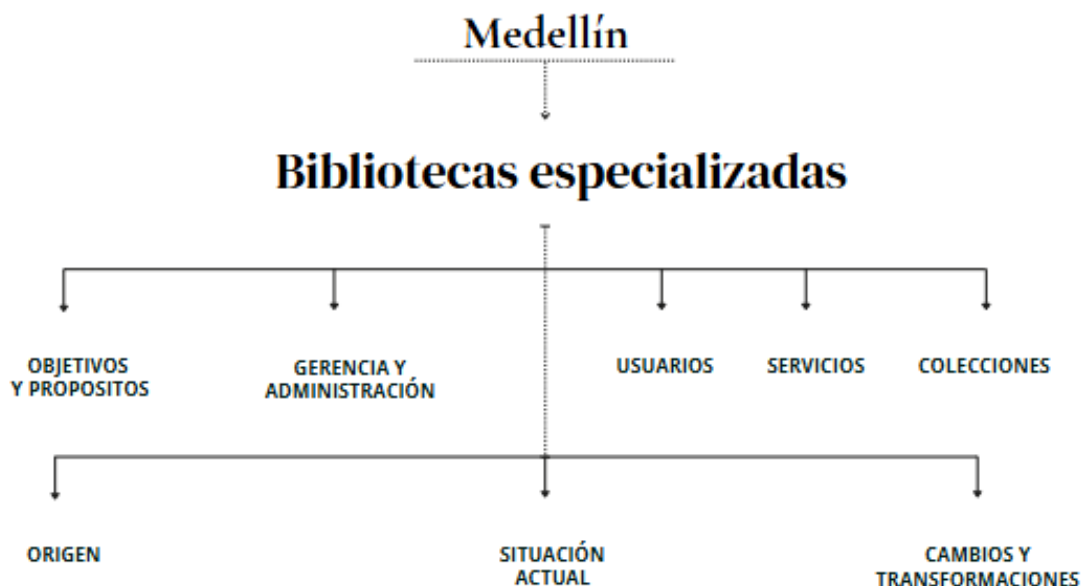 Medellín
Bibliotecas especializadas
OBJETIVOS
Y PROPOSITOS
GERENCIA Y
ADMINISTRACIÓN
USUARIOS
SERVICIOS
COLECCIONES
ORIGEN
SITUACIÓN
ACTUAL
CAMBIOS Y
TRANSFORMACIONES